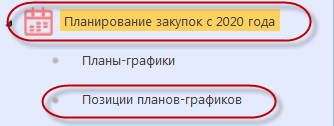 Планирование закупок с 2020 года
Планы-графики
Позиции планов-графиков